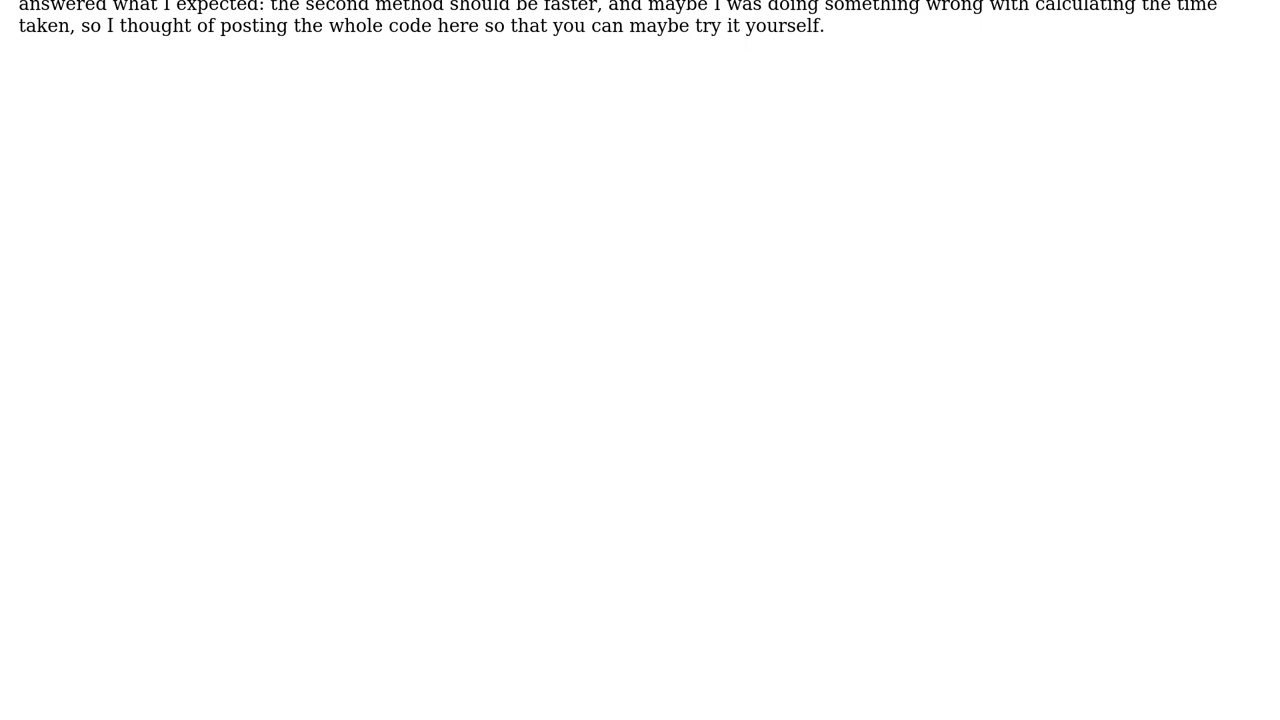 answered what I expected: the second method should be faster, and maybe I was doing something wrong with calculating the time
taken, so I thought of posting the whole code here so that you can maybe try it yourself.